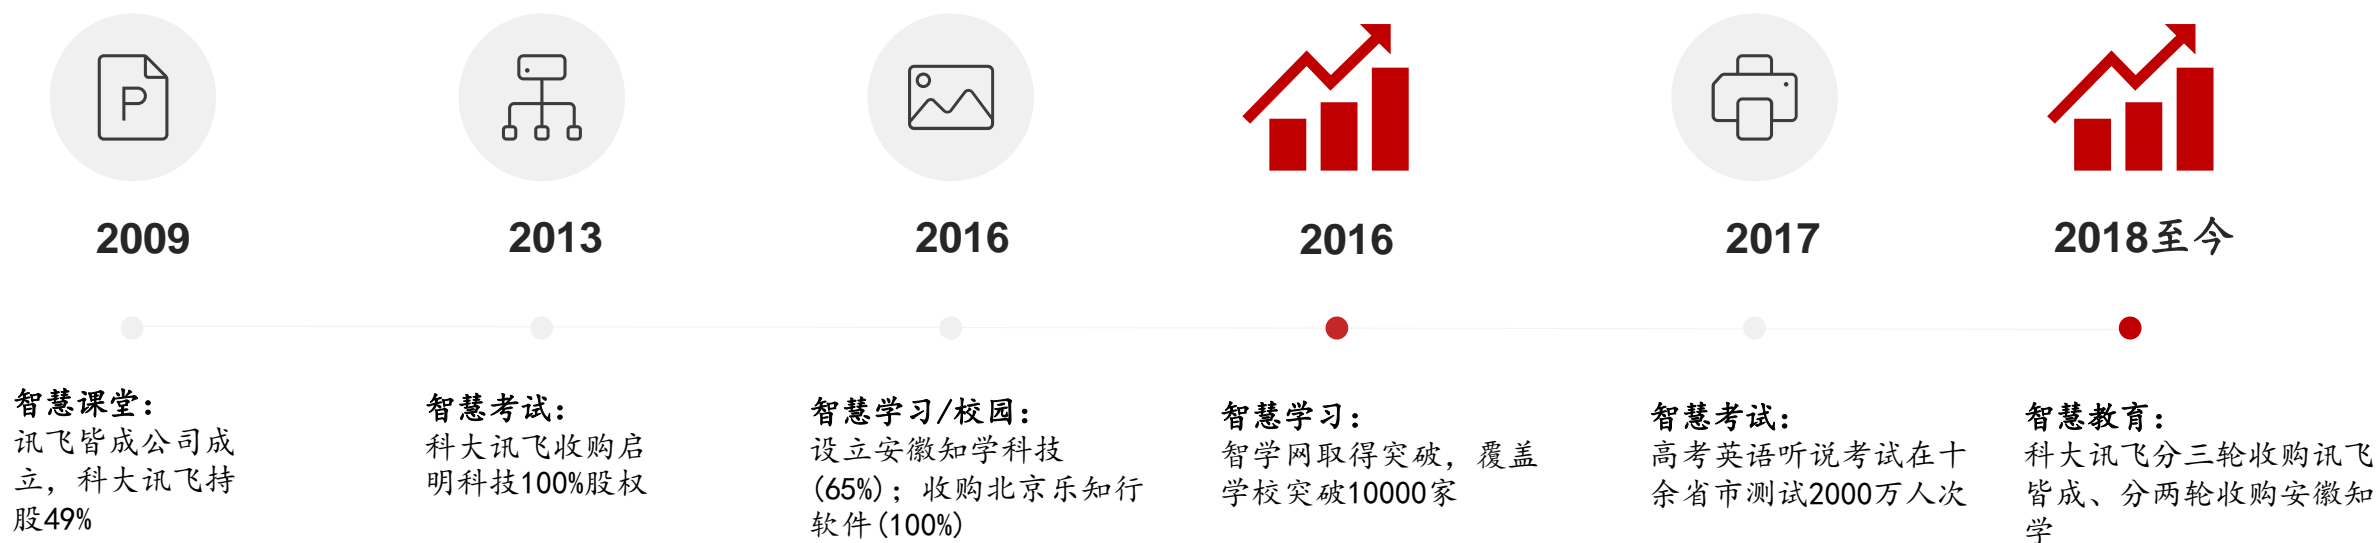 2009
2013
2016
2016
2017
2018至今
智慧课堂：
讯飞皆成公司成
立，科大讯飞持
股49%
智慧考试：
科大讯飞收购启
明科技100%股权
智慧学习/校园：
设立安徽知学科技
(65%)；收购北京乐知行
软件(100%)
智慧学习：
智学网取得突破，覆盖
学校突破10000家
智慧考试：
高考英语听说考试在十
余省市测试2000万人次
智慧教育：
科大讯飞分三轮收购讯飞
皆成、分两轮收购安徽知
学